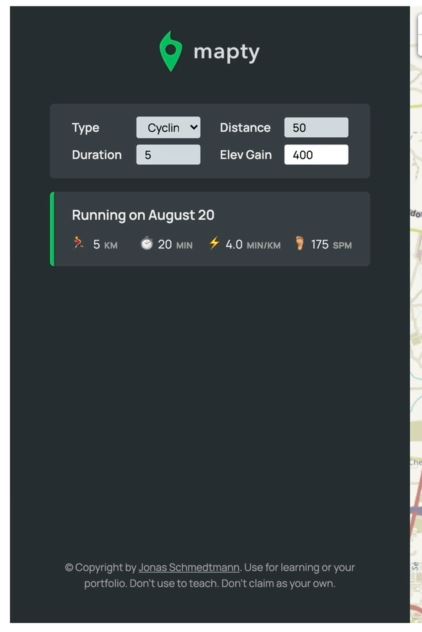 mapty
Type Cyclin Distance 50
Duration 5 Elev Gain 400
Running on August 20
5 KM 20 MIN 4.0 MIN/KM 175 SPM
© Copyright by Jonas Schmedtmann. Use for learning or your
portfolio. Don't use to teach. Don't claim as your own.